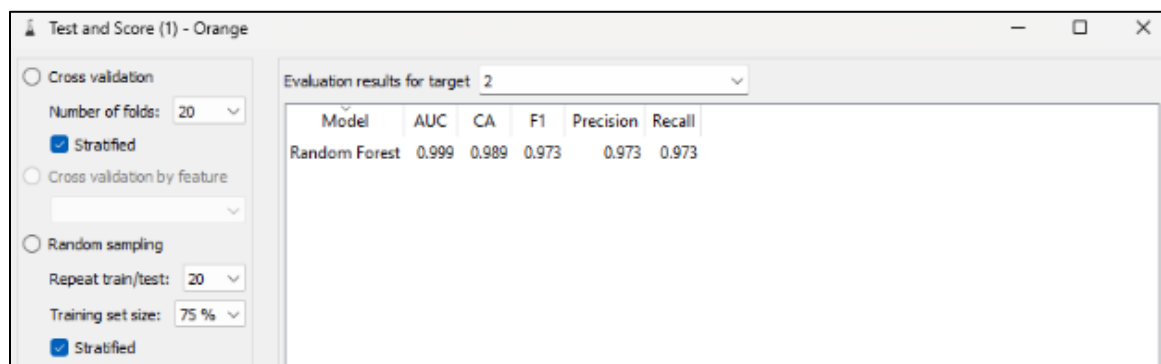 Test and Score (1) - Orange
Cross validation
Number of folds: 20
Stratified
Cross validation by feature
Random sampling
Repeat train/test: 20
Training set size: 75 %
Stratified
Evaluation results for target 2
Model AUC CA F1 Precision Recall
Random Forest 0.999 0.989 0.973 0.973 0.973